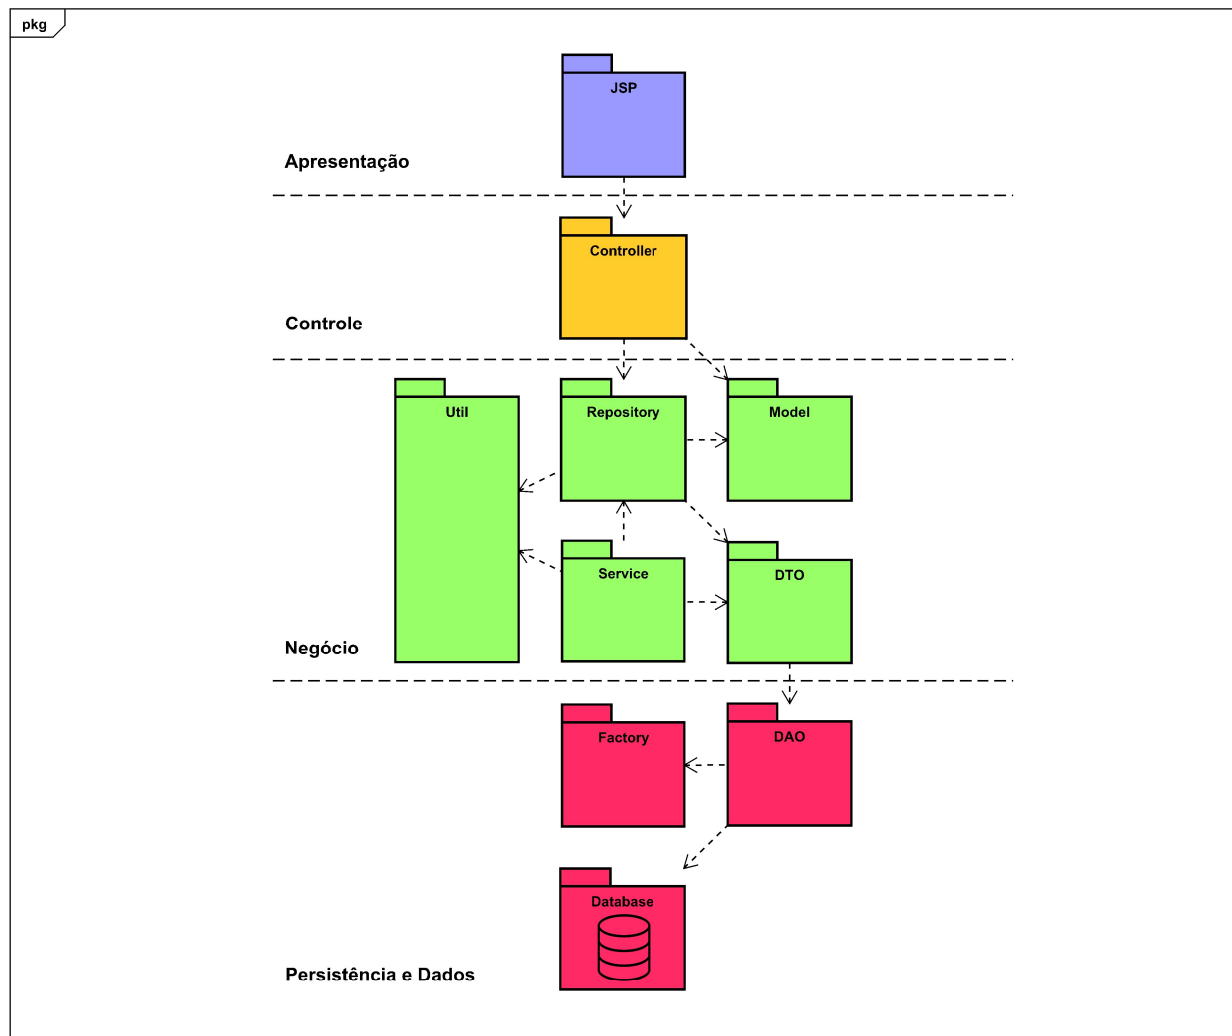 pkg
JSP
Apresentação
Controller
Controle
Util
Repository
Model
Service
DTO
Negócio
Factory
DAO
Database
Persistência e Dados